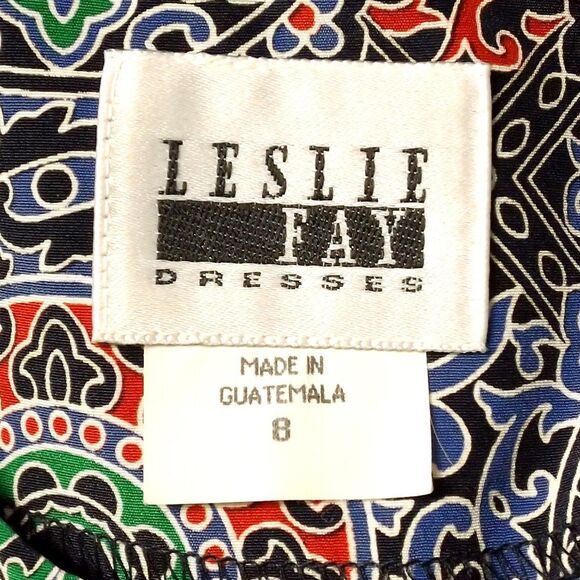 LESLIE
FAY
DRESSES
MADE IN
GUATEMALA
8